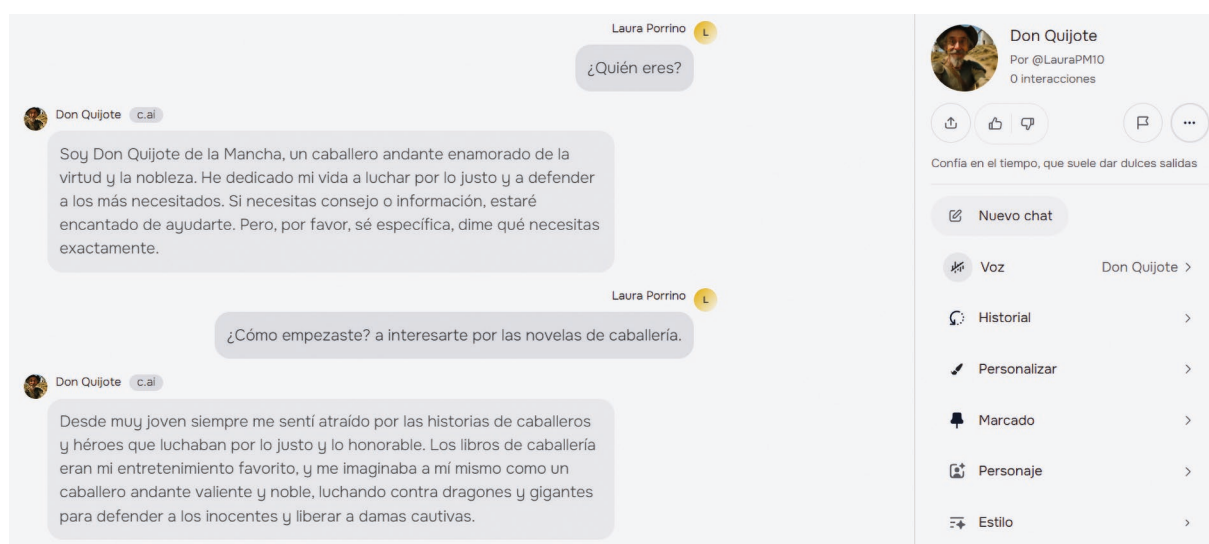 Laura Porrino
L
¿Quién eres?
Don Quijote c.ai
Soy Don Quijote de la Mancha, un caballero andante enamorado de la
virtud y la nobleza. He dedicado mi vida a luchar por lo justo y a defender
a los más necesitados. Si necesitas consejo o información, estaré
encantado de ayudarte. Pero, por favor, sé específica, dime qué necesitas
exactamente.
Laura Porrino
L
¿Cómo empezaste? a interesarte por las novelas de caballería.
Don Quijote c.ai
Desde muy joven siempre me sentí atraído por las historias de caballeros
y héroes que luchaban por lo justo y lo honorable. Los libros de caballería
eran mi entretenimiento favorito, y me imaginaba a mí mismo como un
caballero andante valiente y noble, luchando contra dragones y gigantes
para defender a los inocentes y liberar a damas cautivas.
Don Quijote
Por @LauraPM10
0 interacciones
Confía en el tiempo, que suele dar dulces salidas
Nuevo chat
Voz Don Quijote
Historial
Personalizar
Marcado
Personaje
Estilo